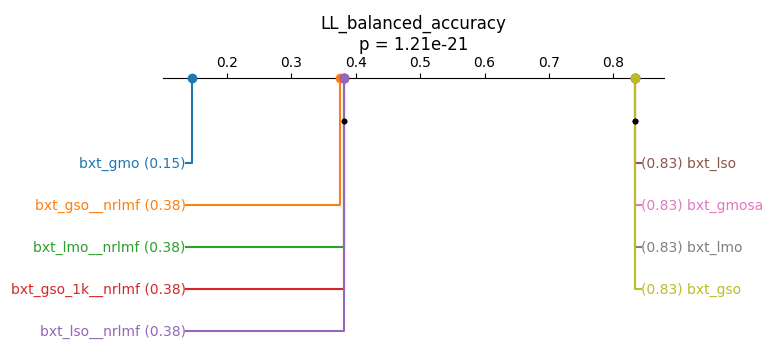 LL_balanced_accuracy
p = 1.21e-21
0.2 0.3 0.4 0.5 0.6 0.7 0.8
bxt_gmo (0.15)
(0.83) bxt_lso
bxt_gso__nrlmf (0.38)
(0.83) bxt_gmosa
bxt_lmo__nrlmf (0.38)
(0.83) bxt_lmo
bxt_gso_1k__nrlmf (0.38)
(0.83) bxt_gso
bxt_lso__nrlmf (0.38)